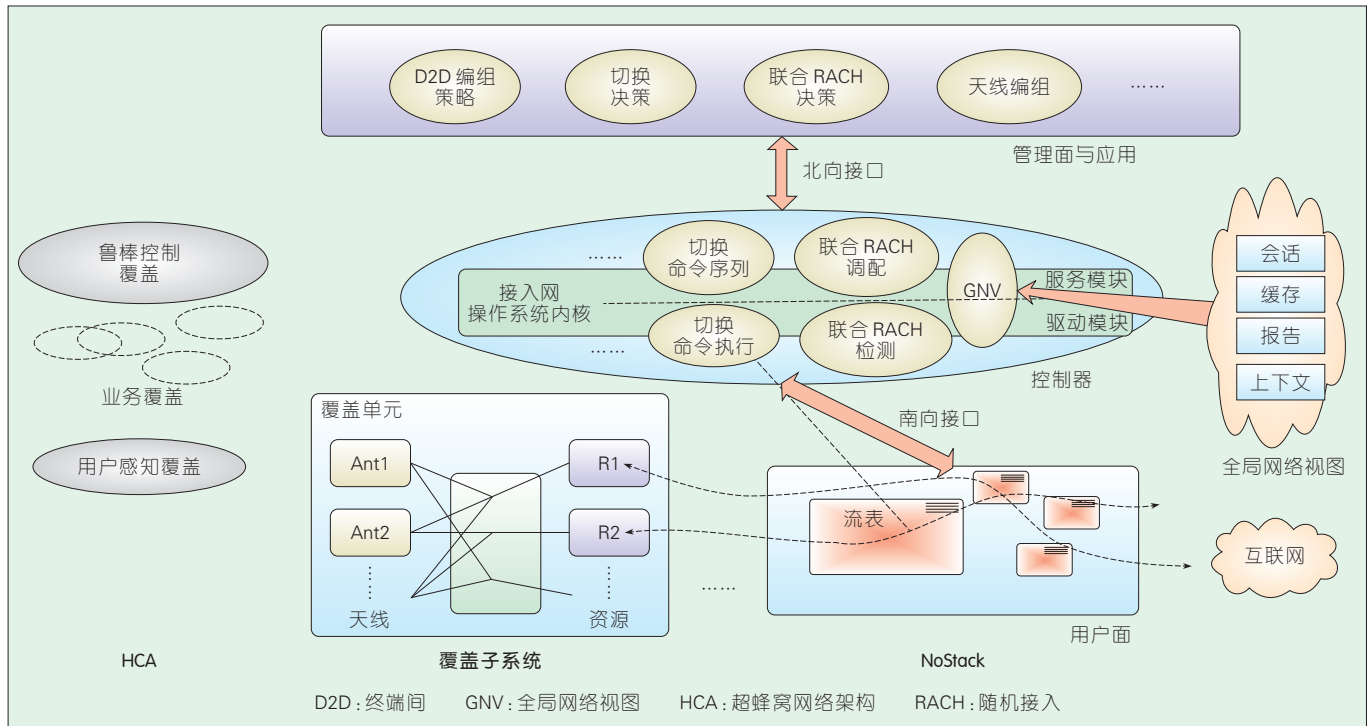 D2D 编组
策略
切换
决策
联合 RACH
决策
天线编组
……
管理面与应用
北向接口
鲁棒控制
覆盖
业务覆盖
用户感知覆盖
……
切换
命令序列
联合 RACH
调配
GNV
服务模块
接入网
操作系统内核
驱动模块
……
切换
命令执行
联合 RACH
检测
控制器
会话
缓存
报告
上下文
全局网络视图
南向接口
覆盖单元
Ant1
R1
Ant2
R2
……
……
天线
资源
……
流表
用户面
互联网
HCA
覆盖子系统
NoStack
D2D：终端间 GNV：全局网络视图 HCA：超蜂窝网络架构 RACH：随机接入